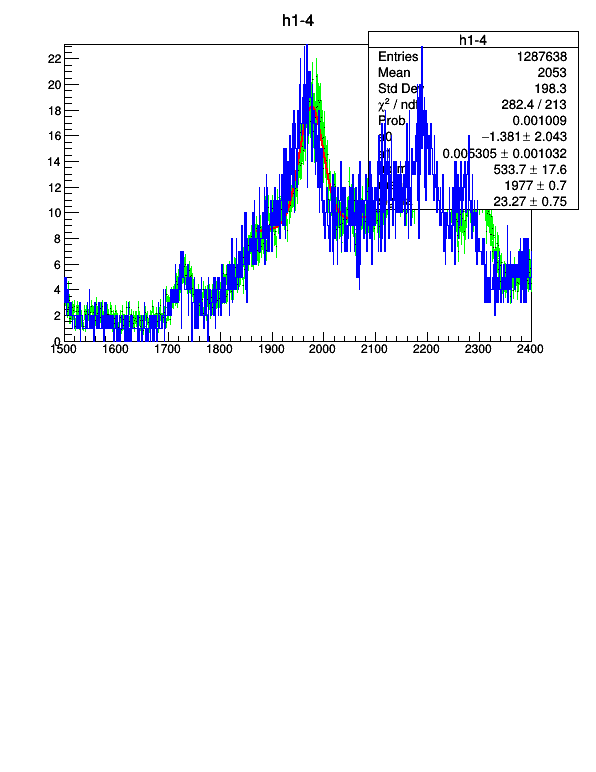 h1-4
h1-4
Entries 1287638
Mean 2053
Std De 198.3
χ² / ndf 282.4 / 213
Prob 0.001009
−1.381 ± 2.043
0.005305 ± 0.001032
533.7 ± 17.6
1977 ± 0.7
23.27 ± 0.75
22
20
18
16
14
12
10
8
6
4
2
0
1500 1600 1700 1800 1900 2000 2100 2200 2300 2400